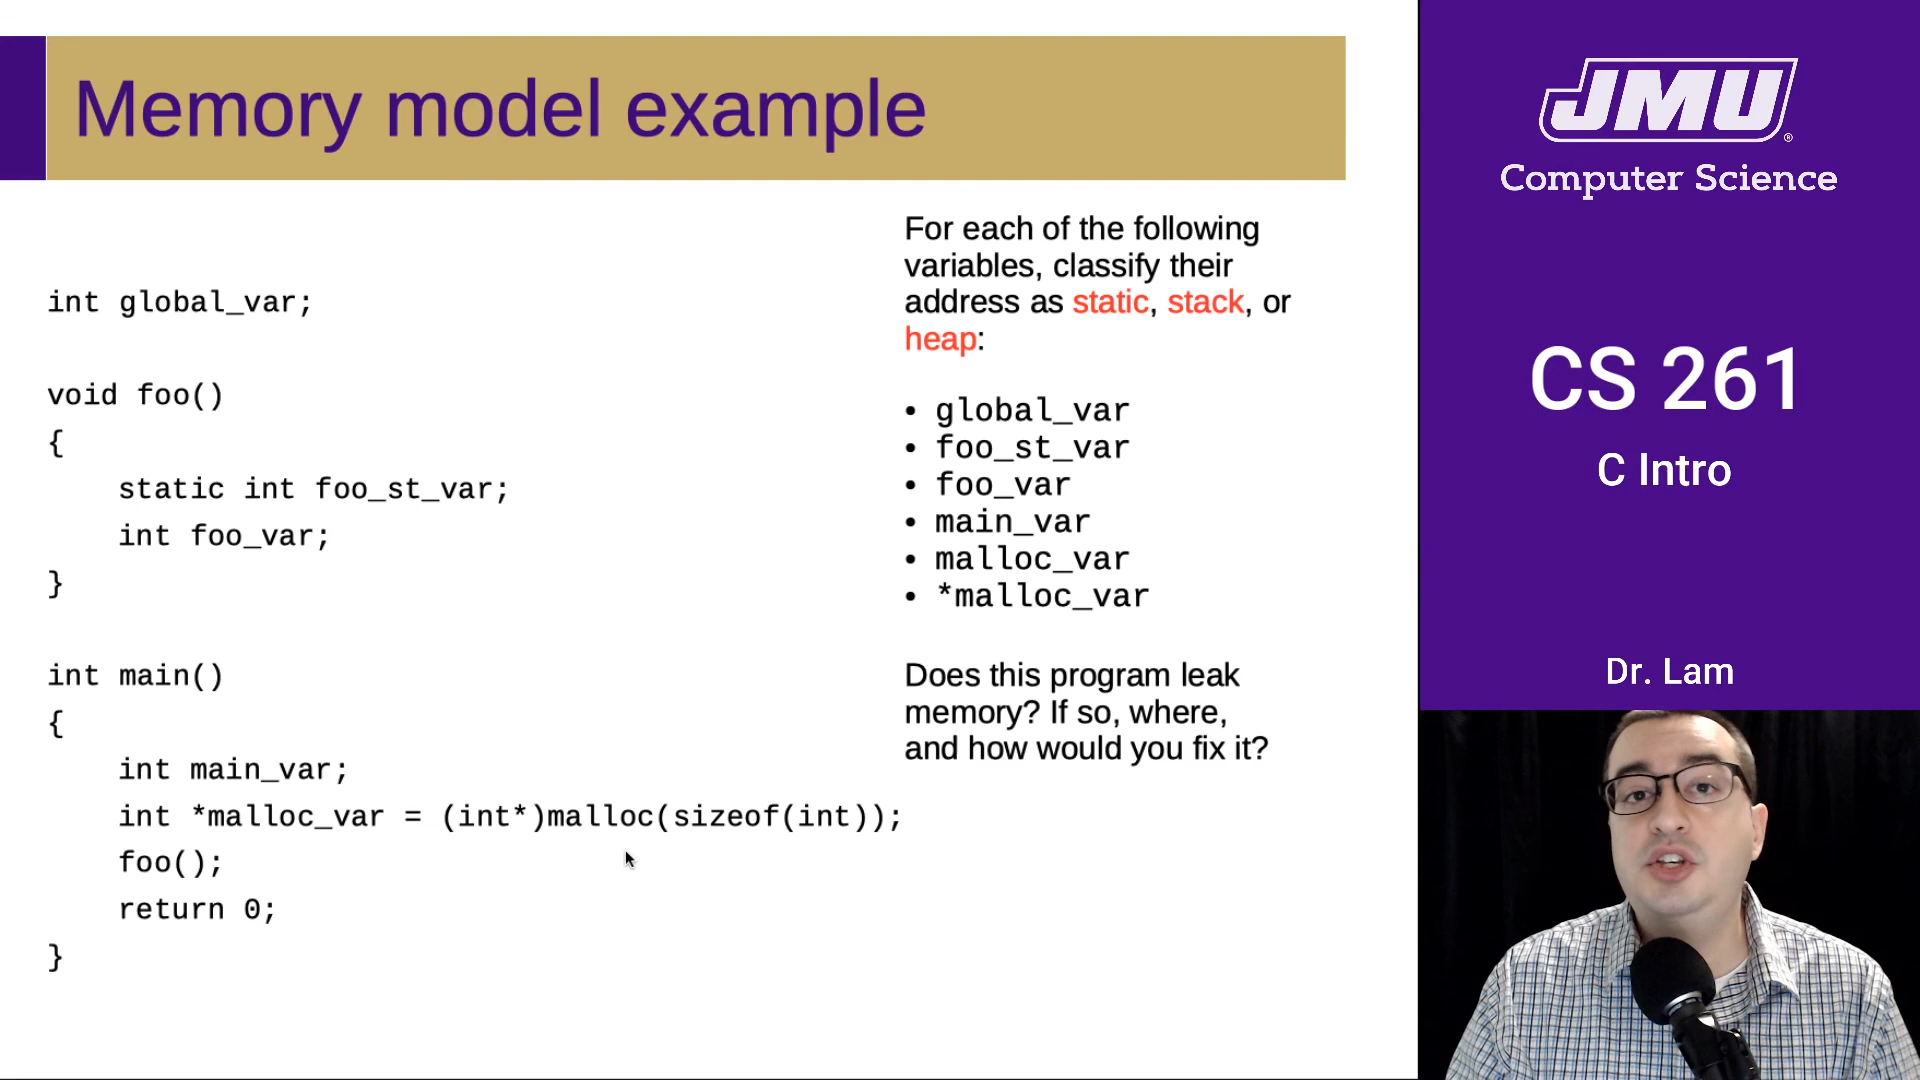 Memory model example
int global_var;
void foo()
{
    static int foo_st_var;
    int foo_var;
}
int main()
{
    int main_var;
    int *malloc_var = (int*)malloc(sizeof(int));
    foo();
    return 0;
}
For each of the following
variables, classify their
address as static, stack, or
heap:
• global_var
• foo_st_var
• foo_var
• main_var
• malloc_var
• *malloc_var
Does this program leak
memory? If so, where,
and how would you fix it?
JMU®
Computer Science
CS 261
C Intro
Dr. Lam